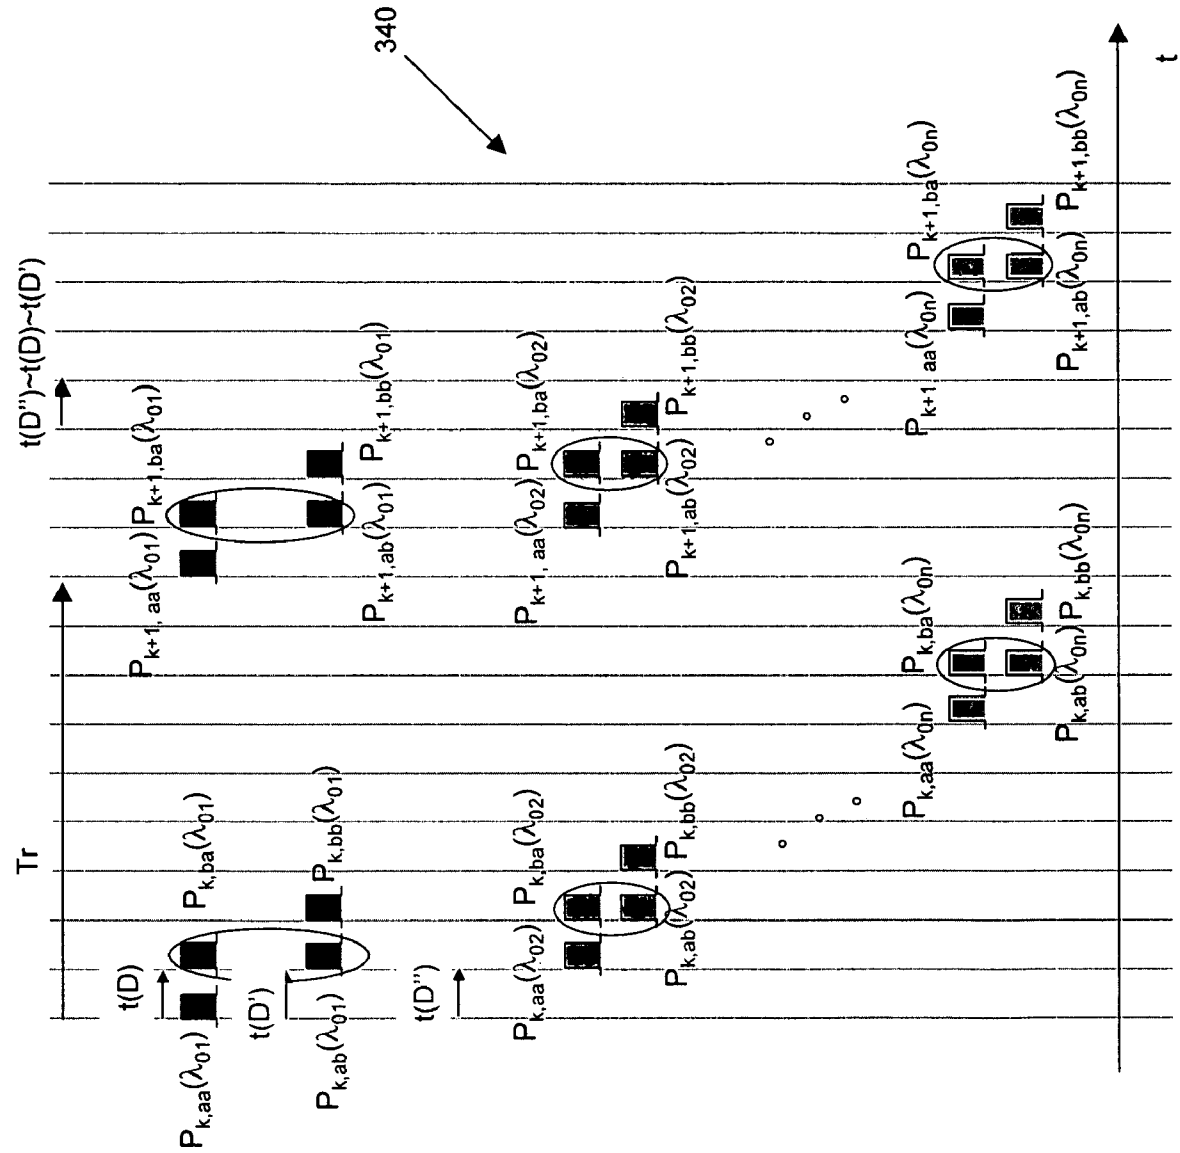 340
t(D'')~t(D)~t(D')
Tr
P_{k+1,aa}(λ_{01})
P_{k+1,ba}(λ_{01})
P_{k+1,ab}(λ_{01})
P_{k+1,bb}(λ_{01})
P_{k+1,aa}(λ_{02})
P_{k+1,ba}(λ_{02})
P_{k+1,ab}(λ_{02})
P_{k+1,bb}(λ_{02})
P_{k+1,aa}(λ_{0n})
P_{k+1,ba}(λ_{0n})
P_{k+1,ab}(λ_{0n})
P_{k+1,bb}(λ_{0n})
t(D)
P_{k,aa}(λ_{01})
P_{k,ba}(λ_{01})
t(D')
P_{k,ab}(λ_{01})
P_{k,bb}(λ_{01})
t(D'')
P_{k,aa}(λ_{02})
P_{k,ba}(λ_{02})
P_{k,ab}(λ_{02})
P_{k,bb}(λ_{02})
P_{k,aa}(λ_{0n})
P_{k,ba}(λ_{0n})
P_{k,ab}(λ_{0n})
P_{k,bb}(λ_{0n})
t